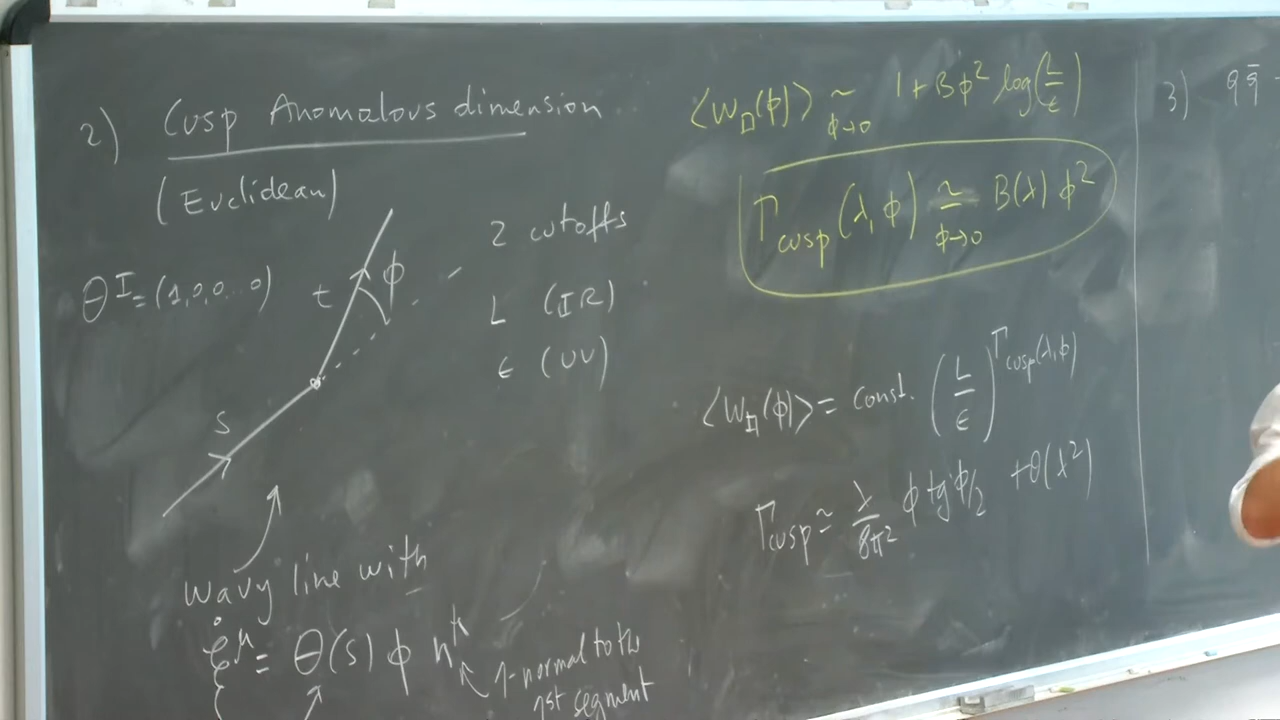 2) Cusp Anomalous dimension
(Euclidean)
θ^I = (1,0,0...0)
t
ϕ
s
2 cutoffs
L (IR)
ϵ (UV)
wavy line with
ξ̇^μ = θ(s) ϕ n^μ
1-normal to the
1st segment
⟨W_□(ϕ)⟩ ~_{ϕ→0} 1 + Bϕ² log(L/ϵ)
Γ_cusp(λ,ϕ) ≃_{ϕ→0} B(λ) ϕ²
⟨W_□(ϕ)⟩ = const. (L/ϵ)^{Γ_cusp(λ,ϕ)}
Γ_cusp ≃ λ/8π² ϕ tg ϕ/2 + O(λ²)
3) q q̄